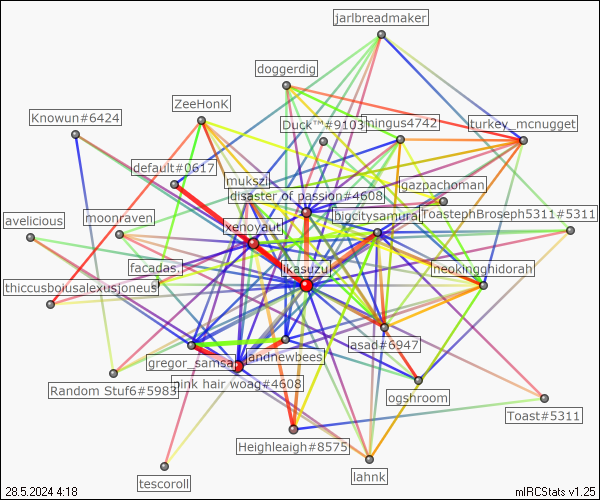 jarlbreadmaker
doggerdig
ZeeHonK
Knowun#6424
Duck™#9103
mingus4742
turkey_mcnugget
default#0617
mukszi
gazpachoman
disaster of passion#4608
avelicious
moonraven
xenoyaut
bigcitysamurai
ToastephBroseph5311#5311
facadas.
likasuzul
neokingghidorah
thiccusbolusalexusjoneus
asad#6947
gregor_samsa
andnewbees
Random Stuf6#5983
pink hair woag#4608
ogshroom
Toast#5311
Heighleaigh#8575
tescoroll
lahnk
28.5.2024 4:18
mIRCStats v1.25